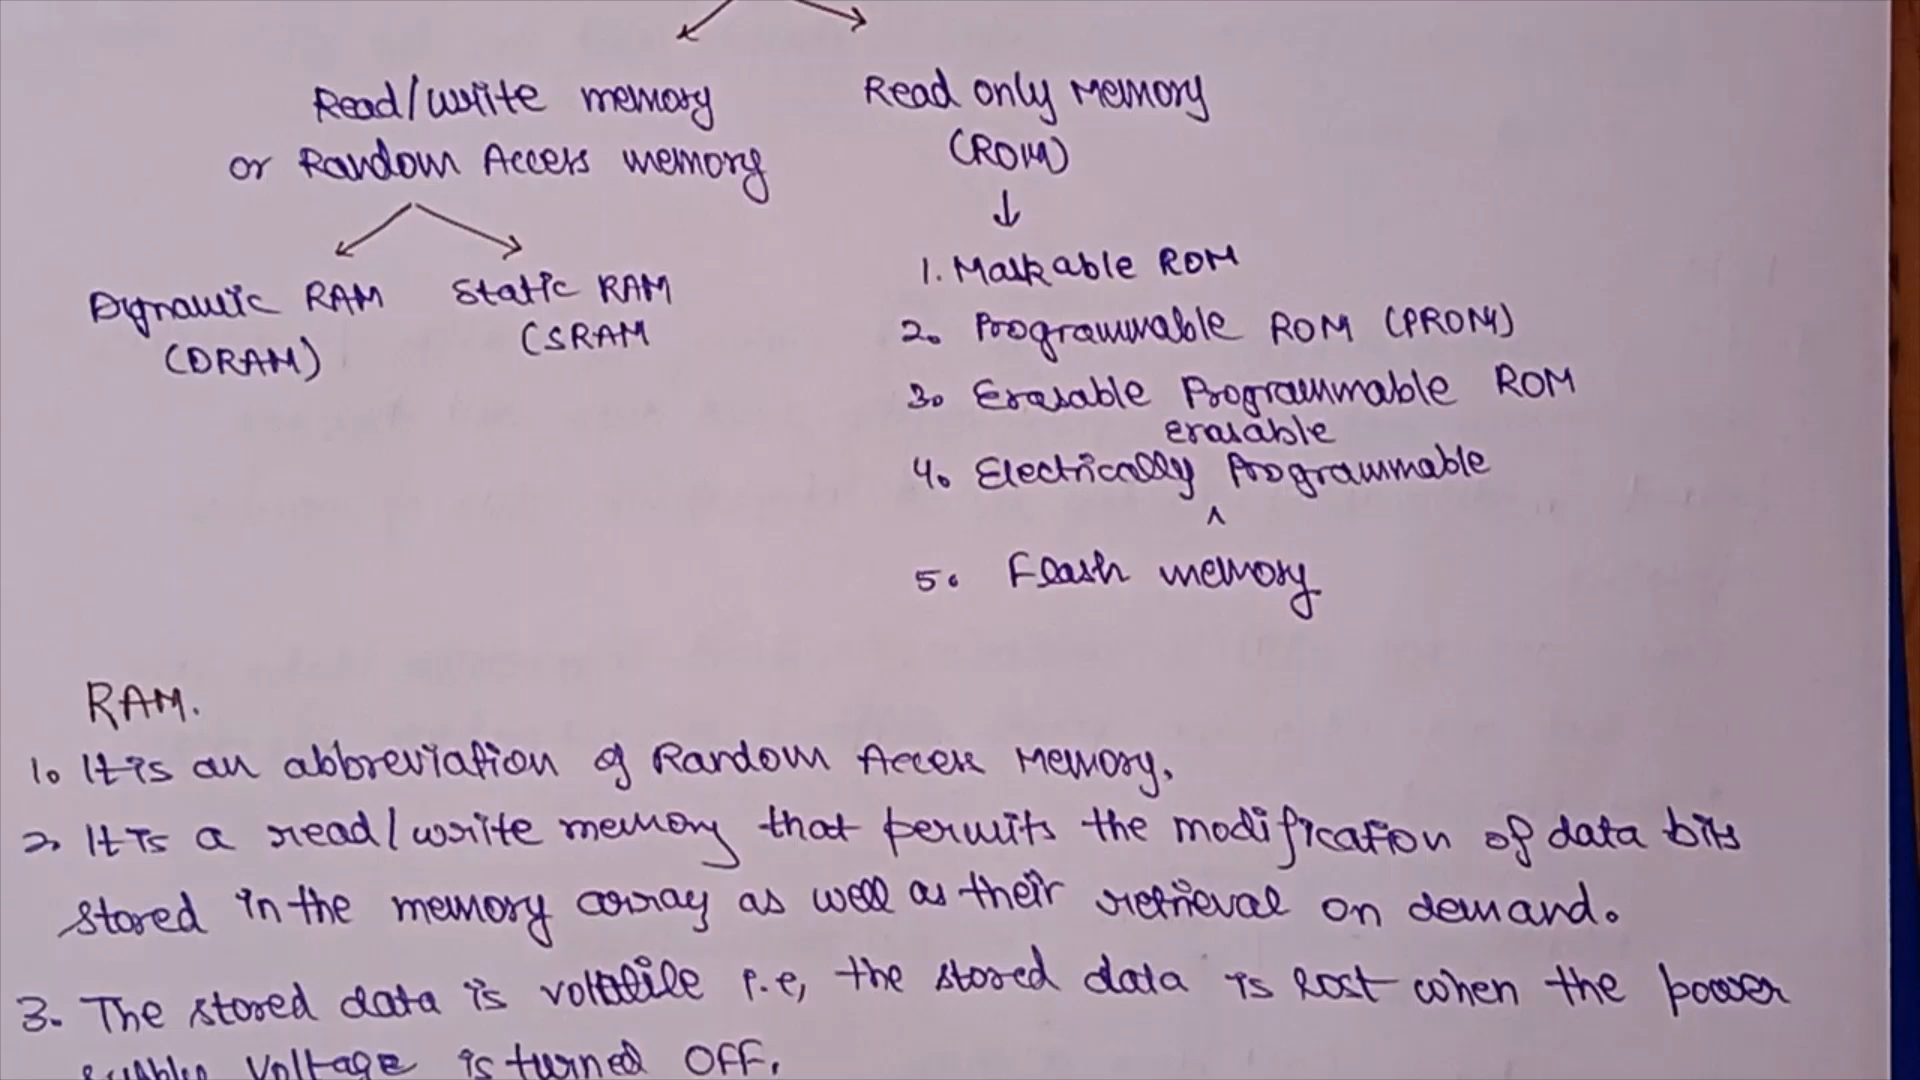 Read/write memory
or Random Access memory
Dynamic RAM
(DRAM)
Static RAM
(SRAM
Read only Memory
(ROM)
1. Maskable ROM
2. Programmable ROM (PROM)
3. Erasable Programmable ROM
erasable
4. Electrically Programmable
^
5. Flash memory
RAM.
1. It is an abbreviation of Random Access Memory.
2. It is a read/write memory that permits the modification of data bits
stored in the memory array as well as their retrieval on demand.
3. The stored data is volatile i.e, the stored data is lost when the power
supply voltage is turned OFF.